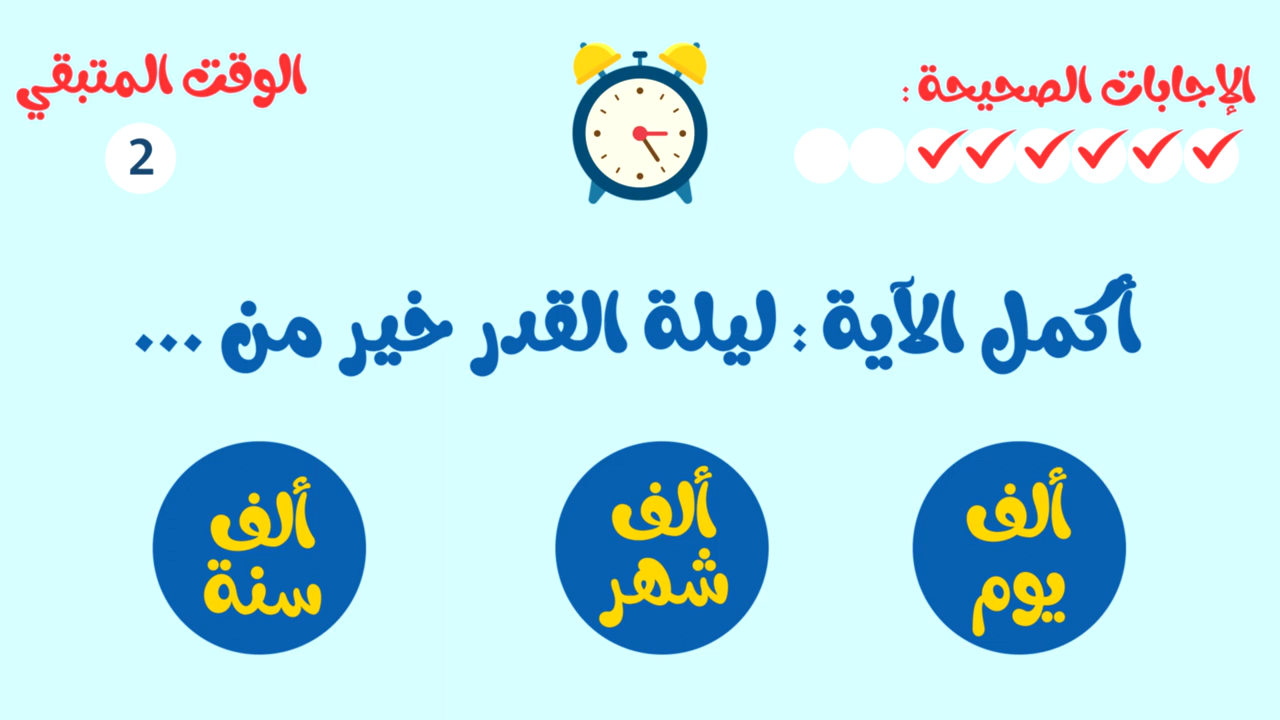 الإجابات الصحيحة :
الوقت المتبقي
2
أكمل الآية : ليلة القدر خير من ...
ألف
يوم
ألف
شهر
ألف
سنة